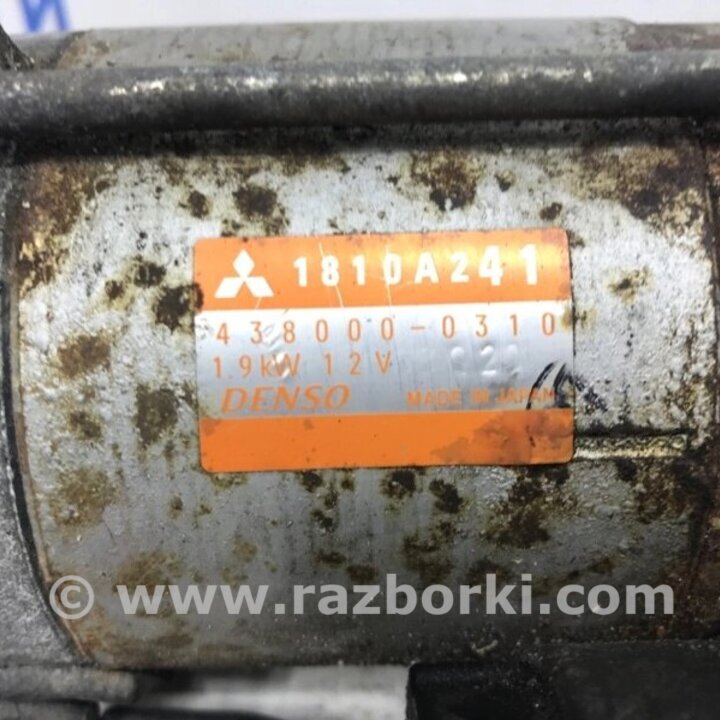 1810A241
438000-0310
1.9kW 12V
DENSO MADE IN JAPAN
© www.razborki.com